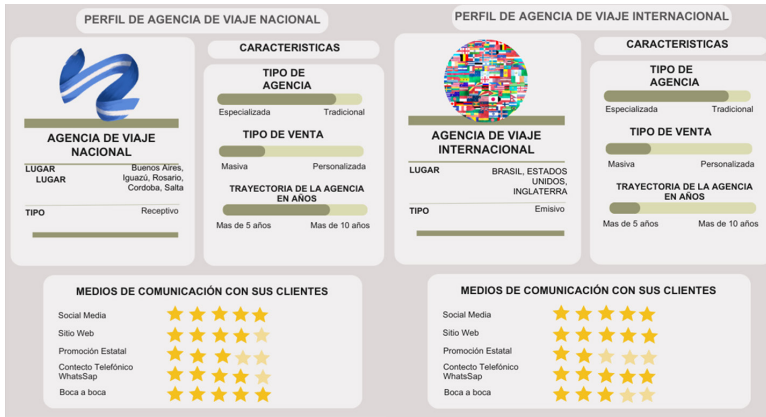 PERFIL DE AGENCIA DE VIAJE NACIONAL
CARACTERISTICAS
TIPO DE
AGENCIA
Especializada Tradicional
AGENCIA DE VIAJE
NACIONAL
LUGAR
LUGAR
Buenos Aires,
Iguazú, Rosario,
Cordoba, Salta
TIPO Receptivo
TIPO DE VENTA
Masiva Personalizada
TRAYECTORIA DE LA AGENCIA
EN AÑOS
Mas de 5 años Mas de 10 años
MEDIOS DE COMUNICACIÓN CON SUS CLIENTES
Social Media
Sitio Web
Promoción Estatal
Contecto Telefónico
WhatsSap
Boca a boca
PERFIL DE AGENCIA DE VIAJE INTERNACIONAL
CARACTERISTICAS
TIPO DE
AGENCIA
Especializada Tradicional
AGENCIA DE VIAJE
INTERNACIONAL
LUGAR
BRASIL, ESTADOS
UNIDOS,
INGLATERRA
TIPO Emisivo
TIPO DE VENTA
Masiva Personalizada
TRAYECTORIA DE LA AGENCIA
EN AÑOS
Mas de 5 años Mas de 10 años
MEDIOS DE COMUNICACIÓN CON SUS CLIENTES
Social Media
Sitio Web
Promoción Estatal
Contecto Telefónico
WhatsSap
Boca a boca